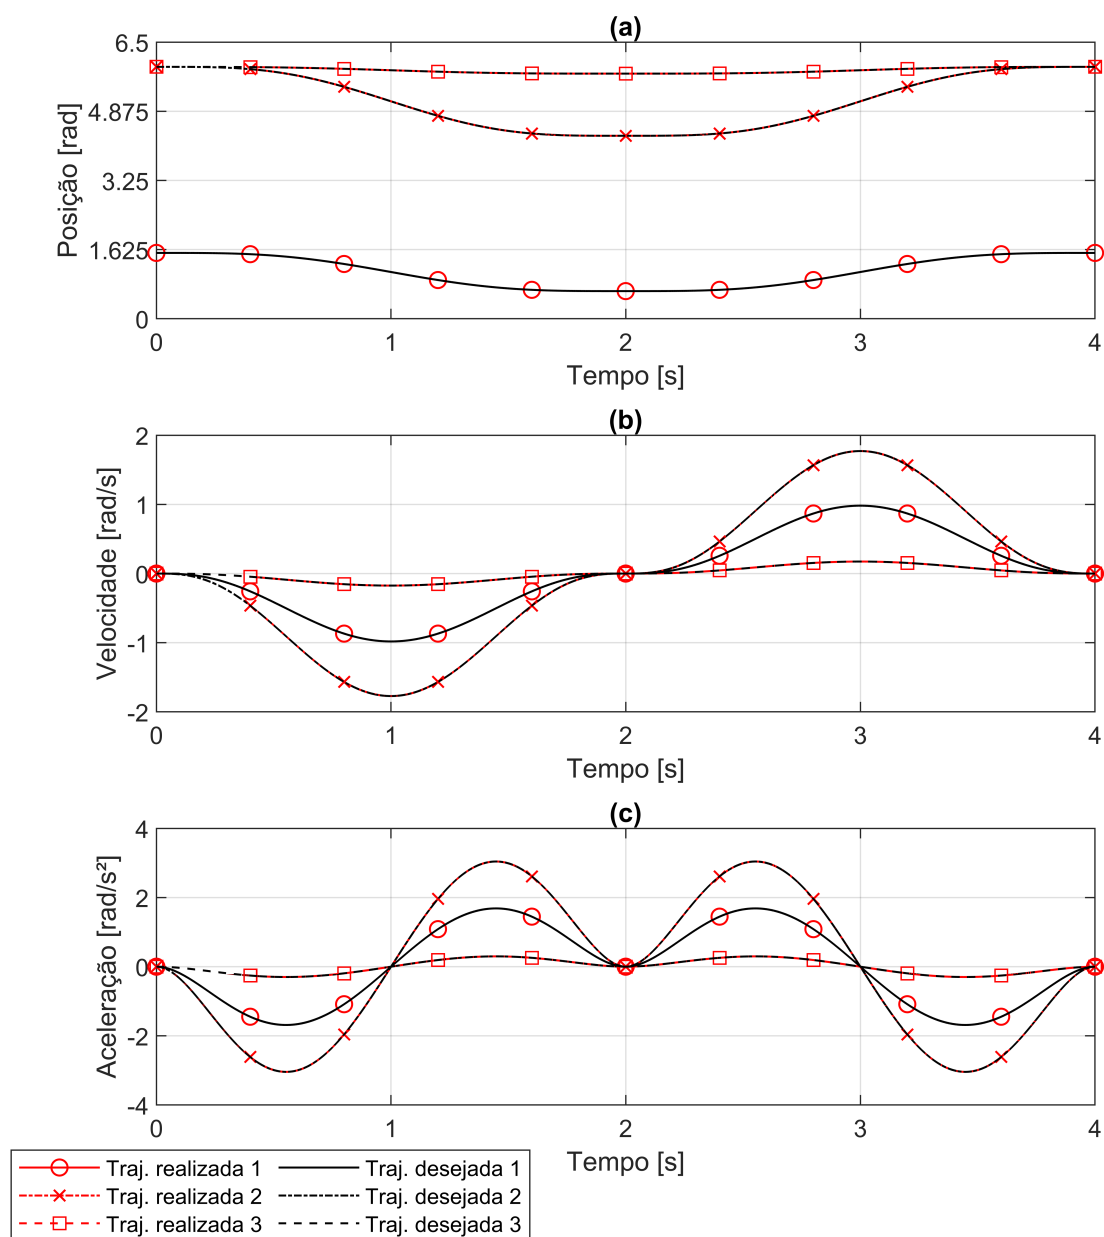 (a)
6.5
4.875
3.25
1.625
0
Posição [rad]
0 1 2 3 4
Tempo [s]
(b)
2
1
0
-1
-2
Velocidade [rad/s]
0 1 2 3 4
Tempo [s]
(c)
4
2
0
-2
-4
Aceleração [rad/s²]
0 1 2 3 4
Tempo [s]
Traj. realizada 1 Traj. desejada 1
Traj. realizada 2 Traj. desejada 2
Traj. realizada 3 Traj. desejada 3